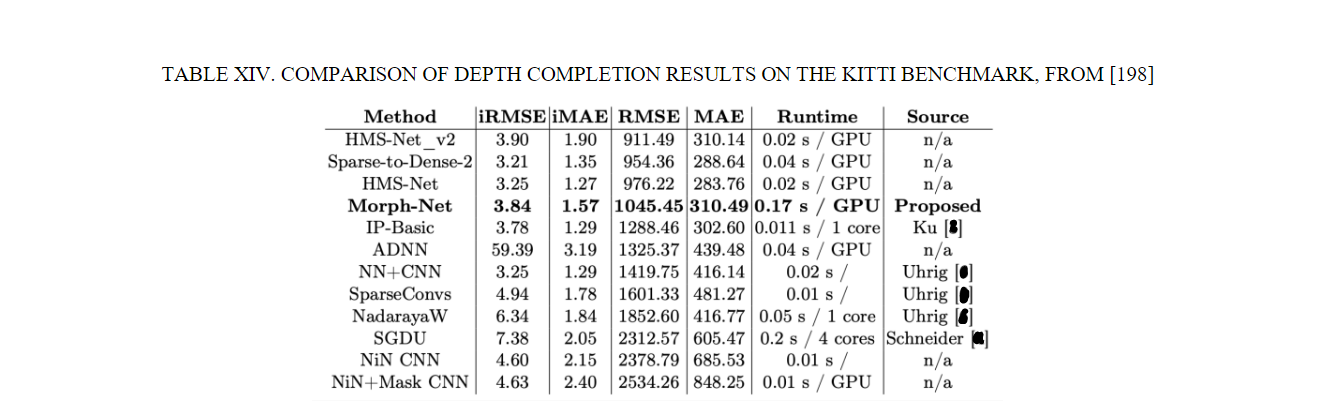 TABLE XIV. COMPARISON OF DEPTH COMPLETION RESULTS ON THE KITTI BENCHMARK, FROM [198]
Method iRMSE iMAE RMSE MAE Runtime Source
HMS-Net_v2 3.90 1.90 911.49 310.14 0.02 s / GPU n/a
Sparse-to-Dense-2 3.21 1.35 954.36 288.64 0.04 s / GPU n/a
HMS-Net 3.25 1.27 976.22 283.76 0.02 s / GPU n/a
Morph-Net 3.84 1.57 1045.45 310.49 0.17 s / GPU Proposed
IP-Basic 3.78 1.29 1288.46 302.60 0.011 s / 1 core Ku [ ]
ADNN 59.39 3.19 1325.37 439.48 0.04 s / GPU n/a
NN+CNN 3.25 1.29 1419.75 416.14 0.02 s / Uhrig [ ]
SparseConvs 4.94 1.78 1601.33 481.27 0.01 s / Uhrig [ ]
NadarayaW 6.34 1.84 1852.60 416.77 0.05 s / 1 core Uhrig [ ]
SGDU 7.38 2.05 2312.57 605.47 0.2 s / 4 cores Schneider [ ]
NiN CNN 4.60 2.15 2378.79 685.53 0.01 s / n/a
NiN+Mask CNN 4.63 2.40 2534.26 848.25 0.01 s / GPU n/a